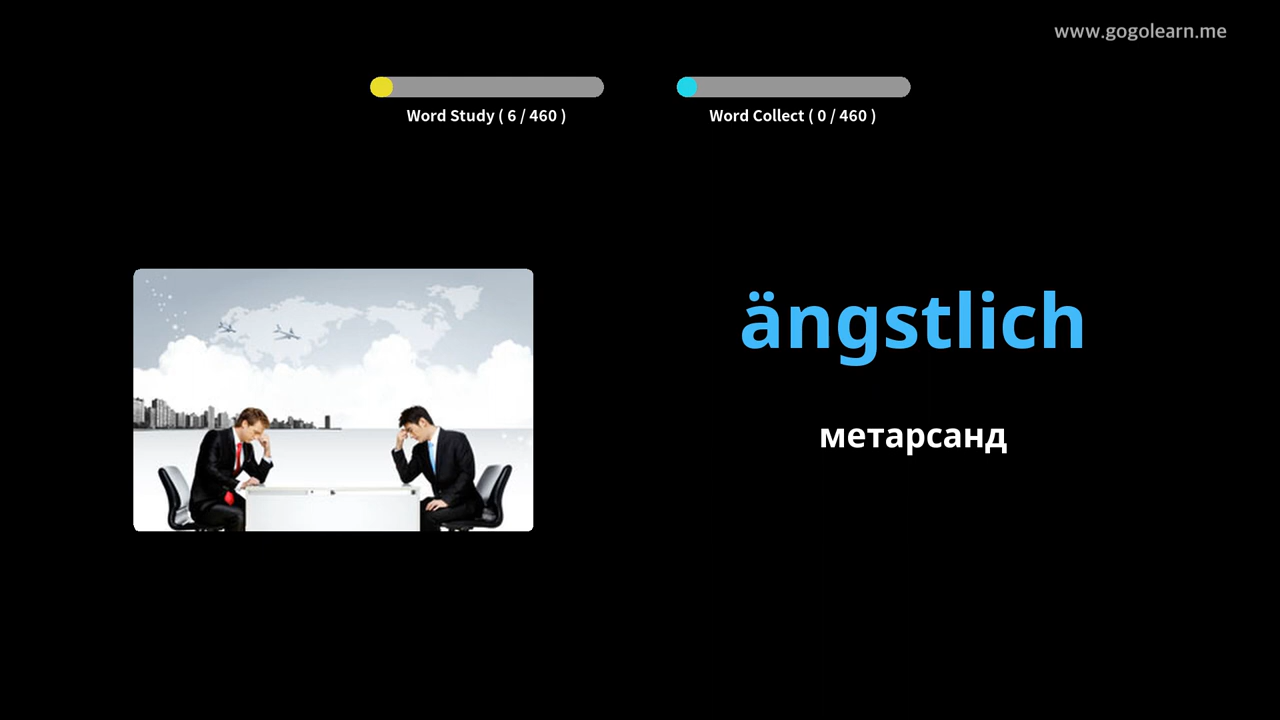 www.gogolearn.me
Word Study ( 6 / 460 )
Word Collect ( 0 / 460 )
ängstlich
метарсанд